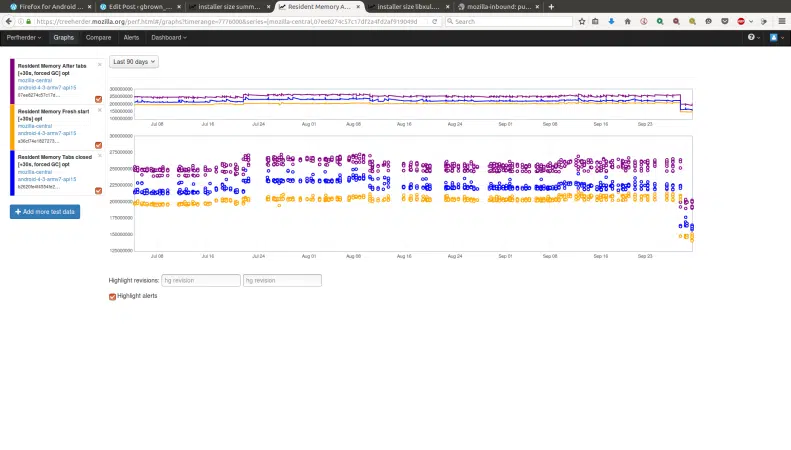 Firefox for Android ...
Edit Post ‹ gbrown_ ...
installer size summ...
Resident Memory A...
installer size libxul...
mozilla-inbound: pu...
https://treeherder.mozilla.org/perf.html#/graphs?timerange=7776000&series=[mozilla-central,
Search
Perfherder
Graphs
Compare
Alerts
Dashboard
Resident Memory After tabs
[+30s, forced GC] opt
mozilla-central
android-4-3-armv7-api15
Resident Memory Fresh start
[+30s] opt
mozilla-central
android-4-3-armv7-api15
Resident Memory Tabs closed
[+30s, forced GC] opt
mozilla-central
android-4-3-armv7-api15
Add more test data
Last 90 days
300000000
250000000
200000000
150000000
Jul 08 Jul 16 Jul 24 Aug 01 Aug 08 Aug 16 Aug 24 Sep 01 Sep 08 Sep 16 Sep 23
300000000
275000000
250000000
225000000
200000000
175000000
150000000
125000000
Jul 08 Jul 16 Jul 24 Aug 01 Aug 08 Aug 16 Aug 24 Sep 01 Sep 08 Sep 16 Sep 23
Highlight revisions: hg revision hg revision
Highlight alerts